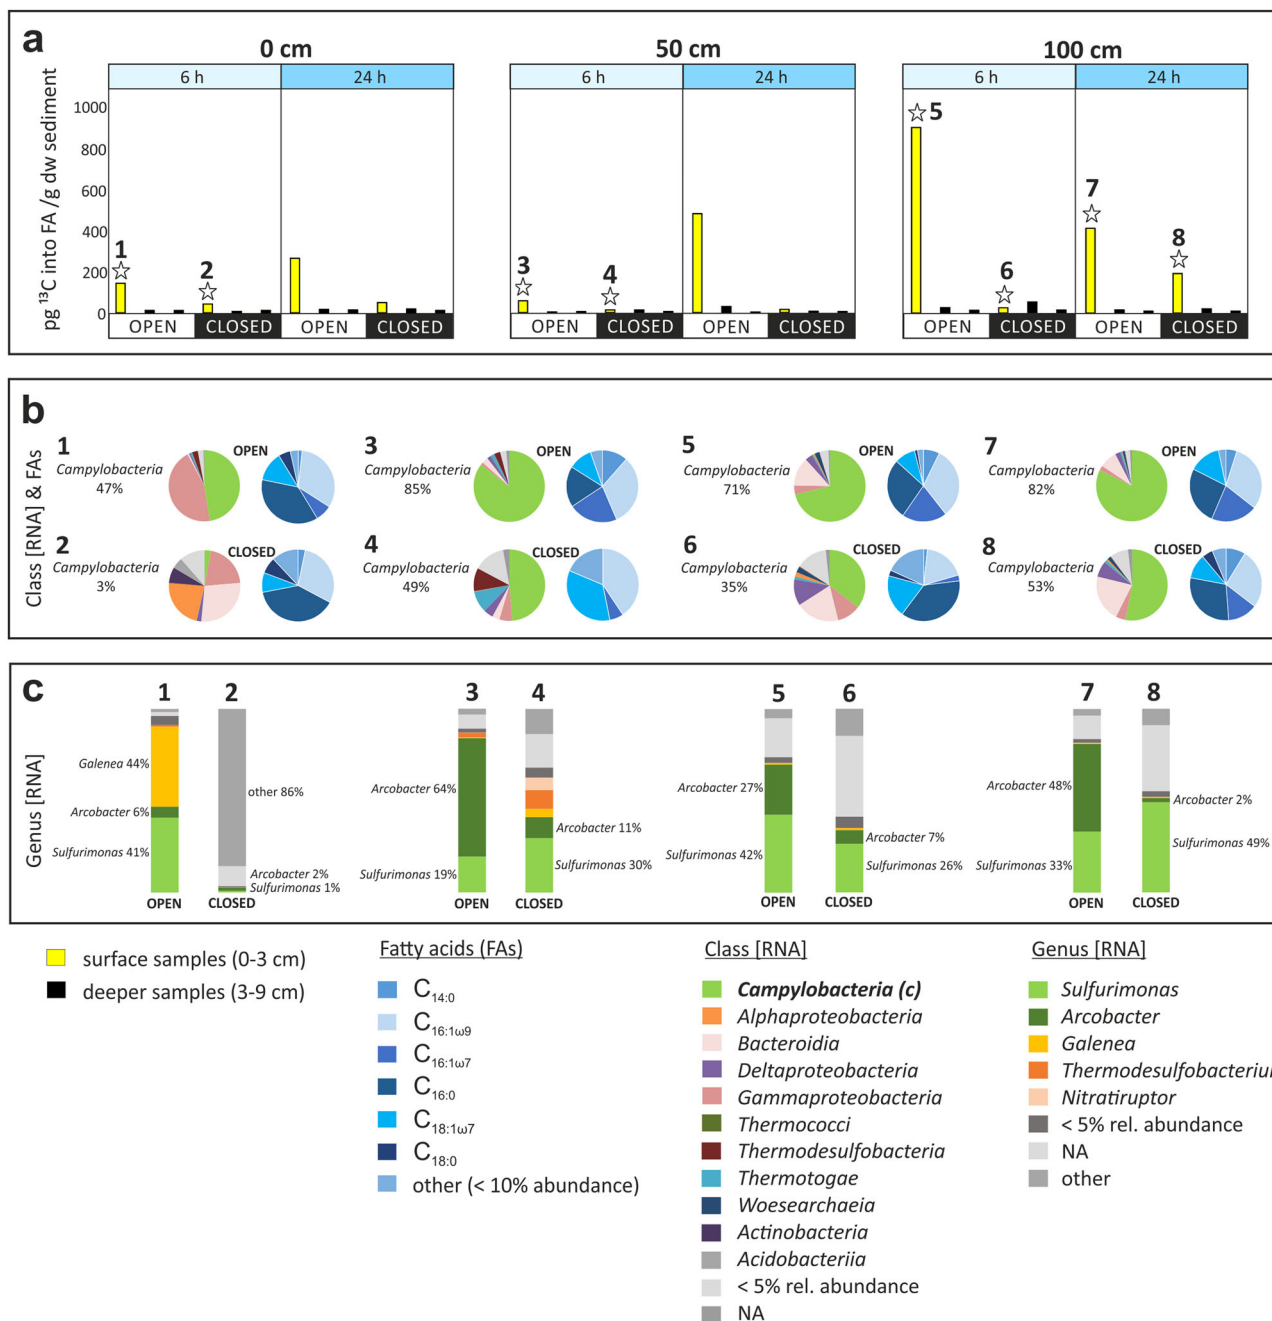 a
0 cm
50 cm
100 cm
6 h
24 h
6 h
24 h
6 h
24 h
pg ¹³C into FA /g dw sediment
1000
800
600
400
200
0
1
2
3
4
5
6
7
8
OPEN
CLOSED
OPEN
CLOSED
OPEN
CLOSED
OPEN
CLOSED
OPEN
CLOSED
OPEN
CLOSED
b
Class [RNA] & FAs
1
Campylobacteria
47%
OPEN
3
Campylobacteria
85%
OPEN
5
Campylobacteria
71%
OPEN
7
Campylobacteria
82%
OPEN
2
Campylobacteria
3%
CLOSED
4
Campylobacteria
49%
CLOSED
6
Campylobacteria
35%
CLOSED
8
Campylobacteria
53%
CLOSED
c
Genus [RNA]
1
2
3
4
5
6
7
8
Galenea 44%
Arcobacter 6%
Sulfurimonas 41%
other 86%
Arcobacter 2%
Sulfurimonas 1%
Arcobacter 64%
Sulfurimonas 19%
Arcobacter 11%
Sulfurimonas 30%
Arcobacter 27%
Sulfurimonas 42%
Arcobacter 7%
Sulfurimonas 26%
Arcobacter 48%
Sulfurimonas 33%
Arcobacter 2%
Sulfurimonas 49%
OPEN
CLOSED
OPEN
CLOSED
OPEN
CLOSED
OPEN
CLOSED
surface samples (0-3 cm)
deeper samples (3-9 cm)
Fatty acids (FAs)
C14:0
C16:1ω9
C16:1ω7
C16:0
C18:1ω7
C18:0
other (< 10% abundance)
Class [RNA]
Campylobacteria (c)
Alphaproteobacteria
Bacteroidia
Deltaproteobacteria
Gammaproteobacteria
Thermococci
Thermodesulfobacteria
Thermotogae
Woesearchaeia
Actinobacteria
Acidobacteriia
< 5% rel. abundance
NA
Genus [RNA]
Sulfurimonas
Arcobacter
Galenea
Thermodesulfobacterium
Nitratiruptor
< 5% rel. abundance
NA
other